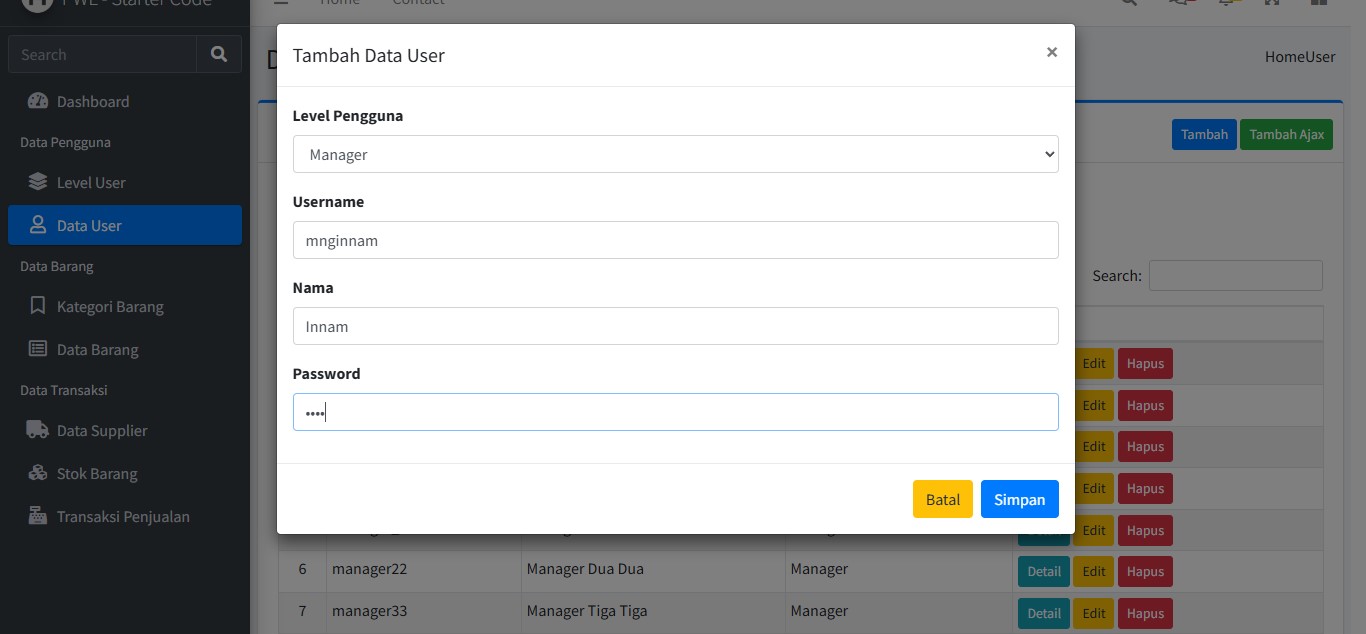 PWL - Starter Code
Home Contact
Search
Dashboard
Data Pengguna
Level User
Data User
Data Barang
Kategori Barang
Data Barang
Data Transaksi
Data Supplier
Stok Barang
Transaksi Penjualan
Tambah Data User ×
Level Pengguna
Manager
Username
mnginnam
Nama
Innam
Password
••••
Batal Simpan
HomeUser
Tambah Tambah Ajax
Search:
Edit Hapus
Edit Hapus
Edit Hapus
Edit Hapus
Edit Hapus
6 manager22 Manager Dua Dua Manager Detail Edit Hapus
7 manager33 Manager Tiga Tiga Manager Detail Edit Hapus